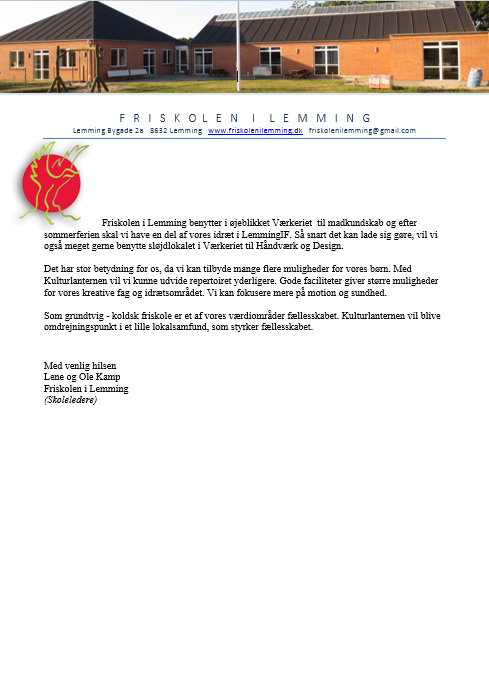 FRISKOLEN I LEMMING
Lemming Bygade 2a 8632 Lemming www.friskolenilemming.dk friskolenilemming@gmail.com
Friskolen i Lemming benytter i øjeblikket Værkeriet til madkundskab og efter
sommerferien skal vi have en del af vores idræt i LemmingIF. Så snart det kan lade sig gøre, vil vi
også meget gerne benytte sløjdlokalet i Værkeriet til Håndværk og Design.
Det har stor betydning for os, da vi kan tilbyde mange flere muligheder for vores børn. Med
Kulturlanternen vil vi kunne udvide repertoiret yderligere. Gode faciliteter giver større muligheder
for vores kreative fag og idrætsområdet. Vi kan fokusere mere på motion og sundhed.
Som grundtvig - koldsk friskole er et af vores værdiområder fællesskabet. Kulturlanternen vil blive
omdrejningspunkt i et lille lokalsamfund, som styrker fællesskabet.
Med venlig hilsen
Lene og Ole Kamp
Friskolen i Lemming
(Skoleledere)